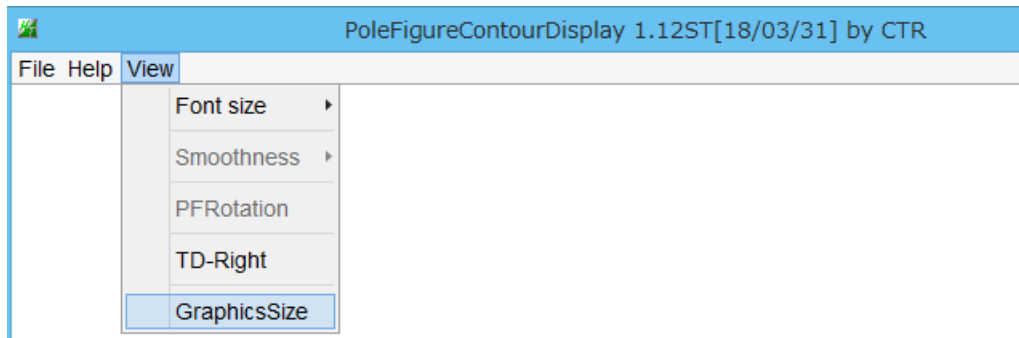 PoleFigureContourDisplay 1.12ST[18/03/31] by CTR
File Help View
Font size
Smoothness
PFRotation
TD-Right
GraphicsSize